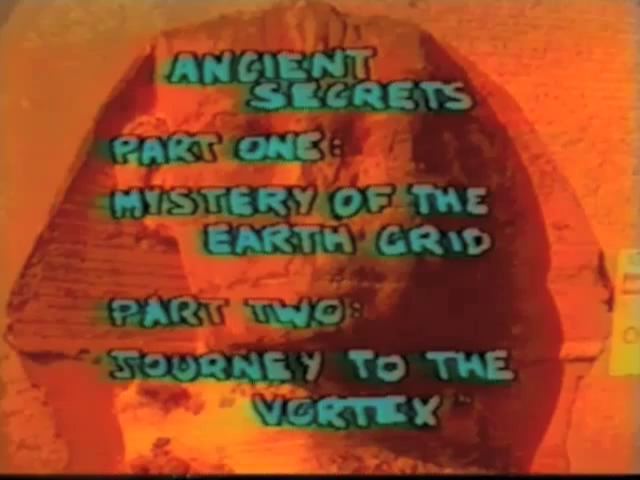 ANCIENT
SECRETS
PART ONE:
MYSTERY OF THE
EARTH GRID
PART TWO:
JOURNEY TO THE
VORTEX